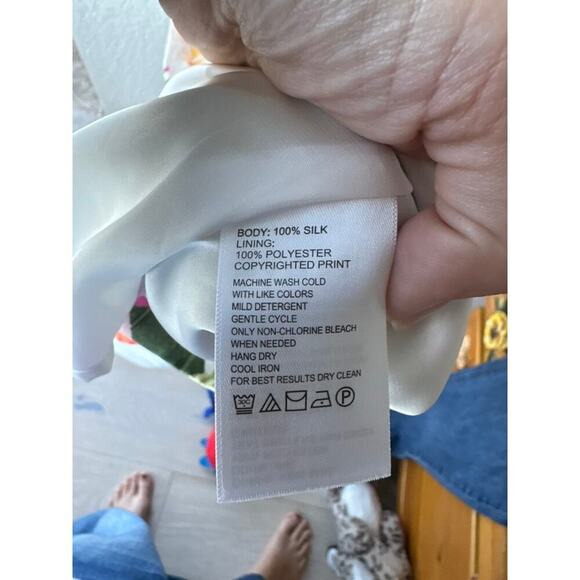 BODY: 100% SILK
LINING:
100% POLYESTER
COPYRIGHTED PRINT
MACHINE WASH COLD
WITH LIKE COLORS
MILD DETERGENT
GENTLE CYCLE
ONLY NON-CHLORINE BLEACH
WHEN NEEDED
HANG DRY
COOL IRON
FOR BEST RESULTS DRY CLEAN
30C P